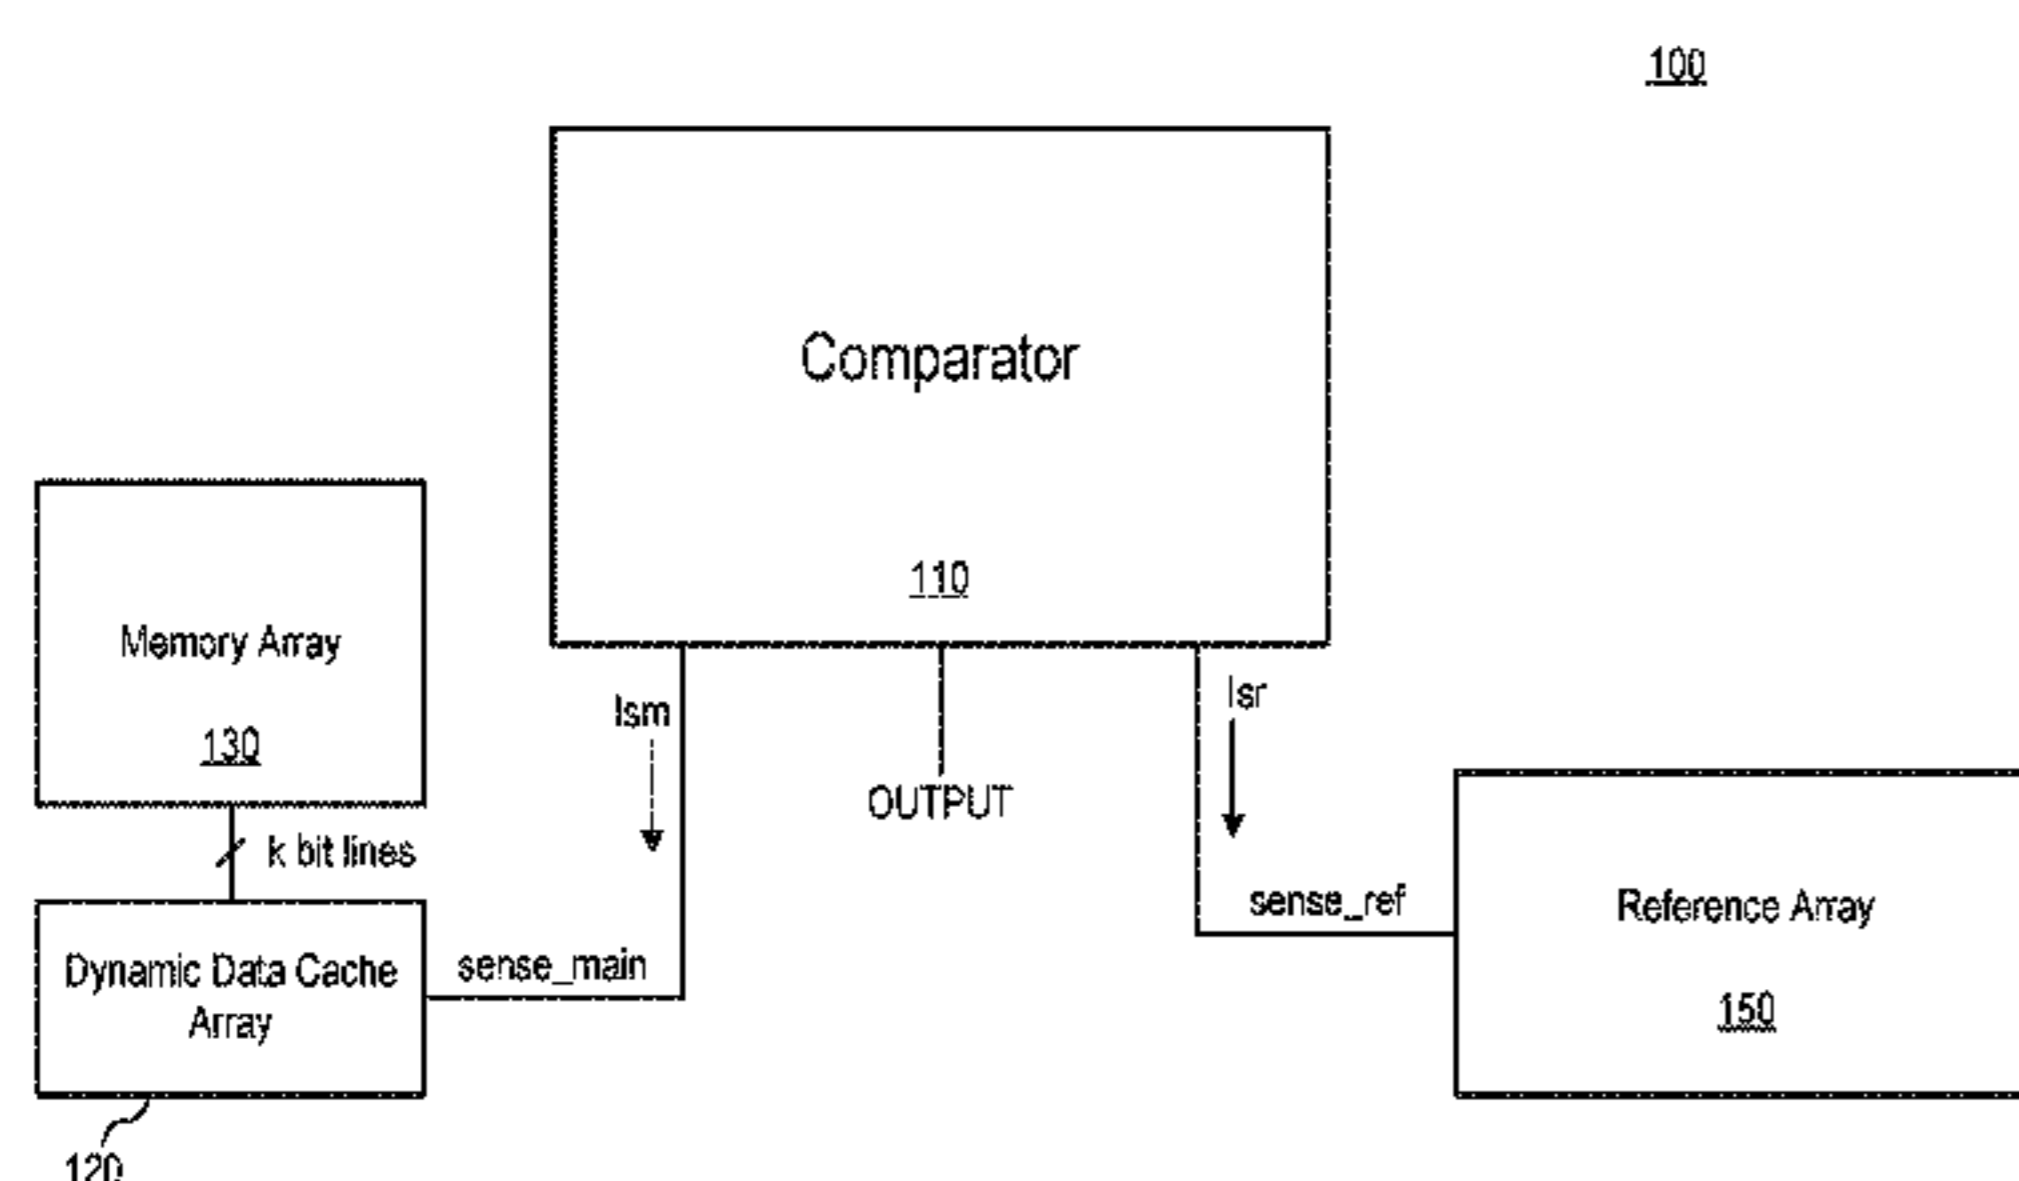 100
Comparator
110
Memory Array
130
k bit lines
Dynamic Data Cache
Array
120
sense_main
Ism
OUTPUT
Isr
sense_ref
Reference Array
150